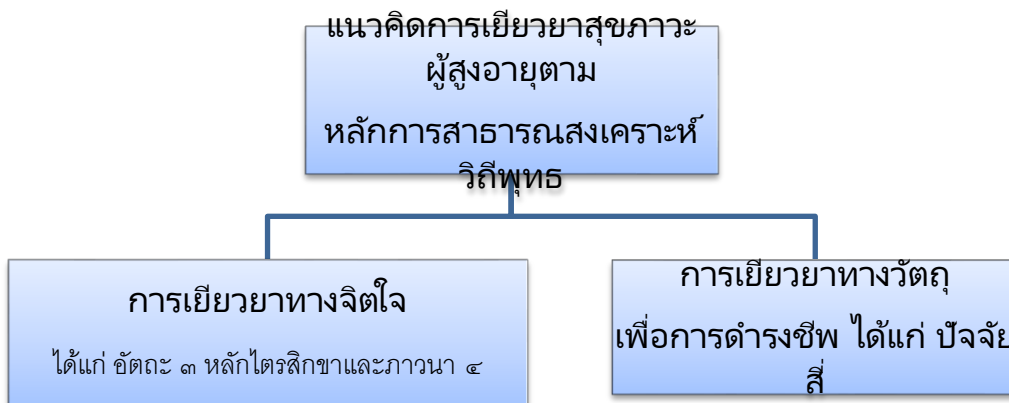 แนวคิดการเยียวยาสุขภาวะ
ผู้สูงอายุตาม
หลักการสาธารณสงเคราะห์
วิถีพุทธ
การเยียวยาทางจิตใจ
ได้แก่ อัตถะ ๓ หลักไตรสิกขาและภาวนา ๔
การเยียวยาทางวัตถุ
เพื่อการดำรงชีพ ได้แก่ ปัจจัย
สี่